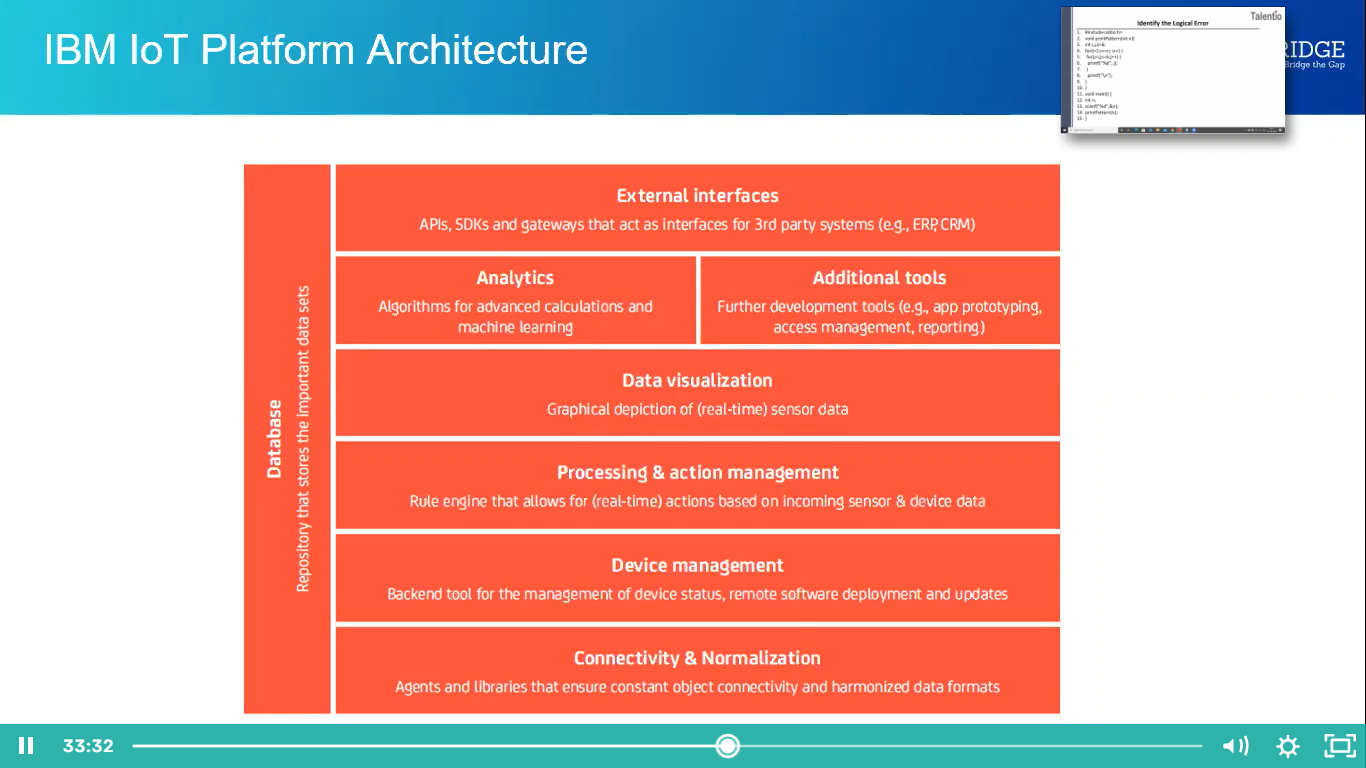 IBM IoT Platform Architecture
Talentio
Identify the Logical Error
RIDGE
Bridge the Gap
External interfaces
APIs, SDKs and gateways that act as interfaces for 3rd party systems (e.g., ERP, CRM)
Analytics
Algorithms for advanced calculations and
machine learning
Additional tools
Further development tools (e.g., app prototyping,
access management, reporting)
Data visualization
Graphical depiction of (real-time) sensor data
Processing & action management
Rule engine that allows for (real-time) actions based on incoming sensor & device data
Device management
Backend tool for the management of device status, remote software deployment and updates
Connectivity & Normalization
Agents and libraries that ensure constant object connectivity and harmonized data formats
Database
Repository that stores the important data sets
33:32